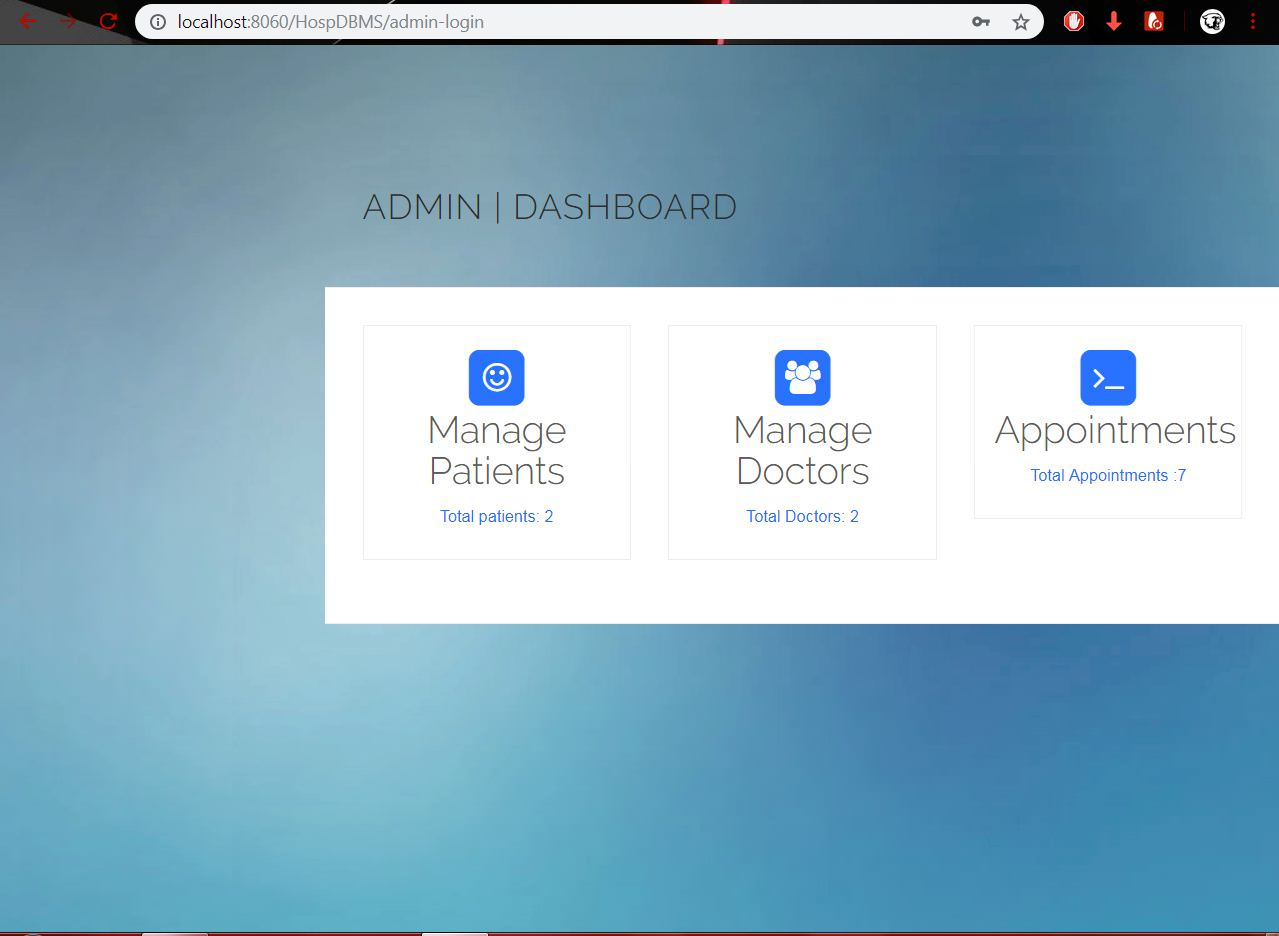 localhost:8060/HospDBMS/admin-login
ADMIN | DASHBOARD
Manage
Patients
Total patients: 2
Manage
Doctors
Total Doctors: 2
Appointments
Total Appointments :7